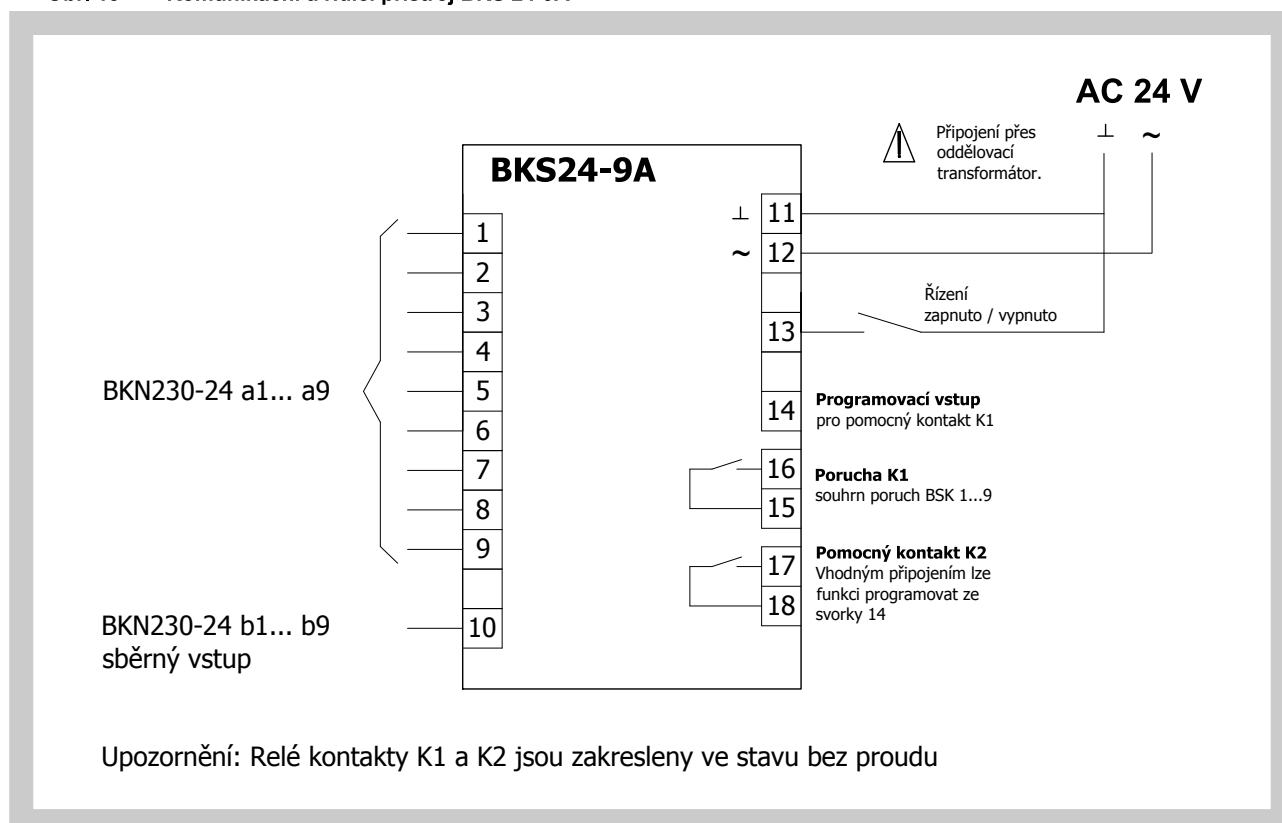 AC 24 V
⊥ ~
Připojení přes
oddělovací
transformátor.
BKS24-9A
1
2
3
4
5
6
7
8
9
10
BKN230-24 a1... a9
BKN230-24 b1... b9
sběrný vstup
⊥ 11
~ 12
13
14
16
15
17
18
Řízení
zapnuto / vypnuto
Programovací vstup
pro pomocný kontakt K1
Porucha K1
souhrn poruch BSK 1...9
Pomocný kontakt K2
Vhodným připojením lze
funkci programovat ze
svorky 14
Upozornění: Relé kontakty K1 a K2 jsou zakresleny ve stavu bez proudu